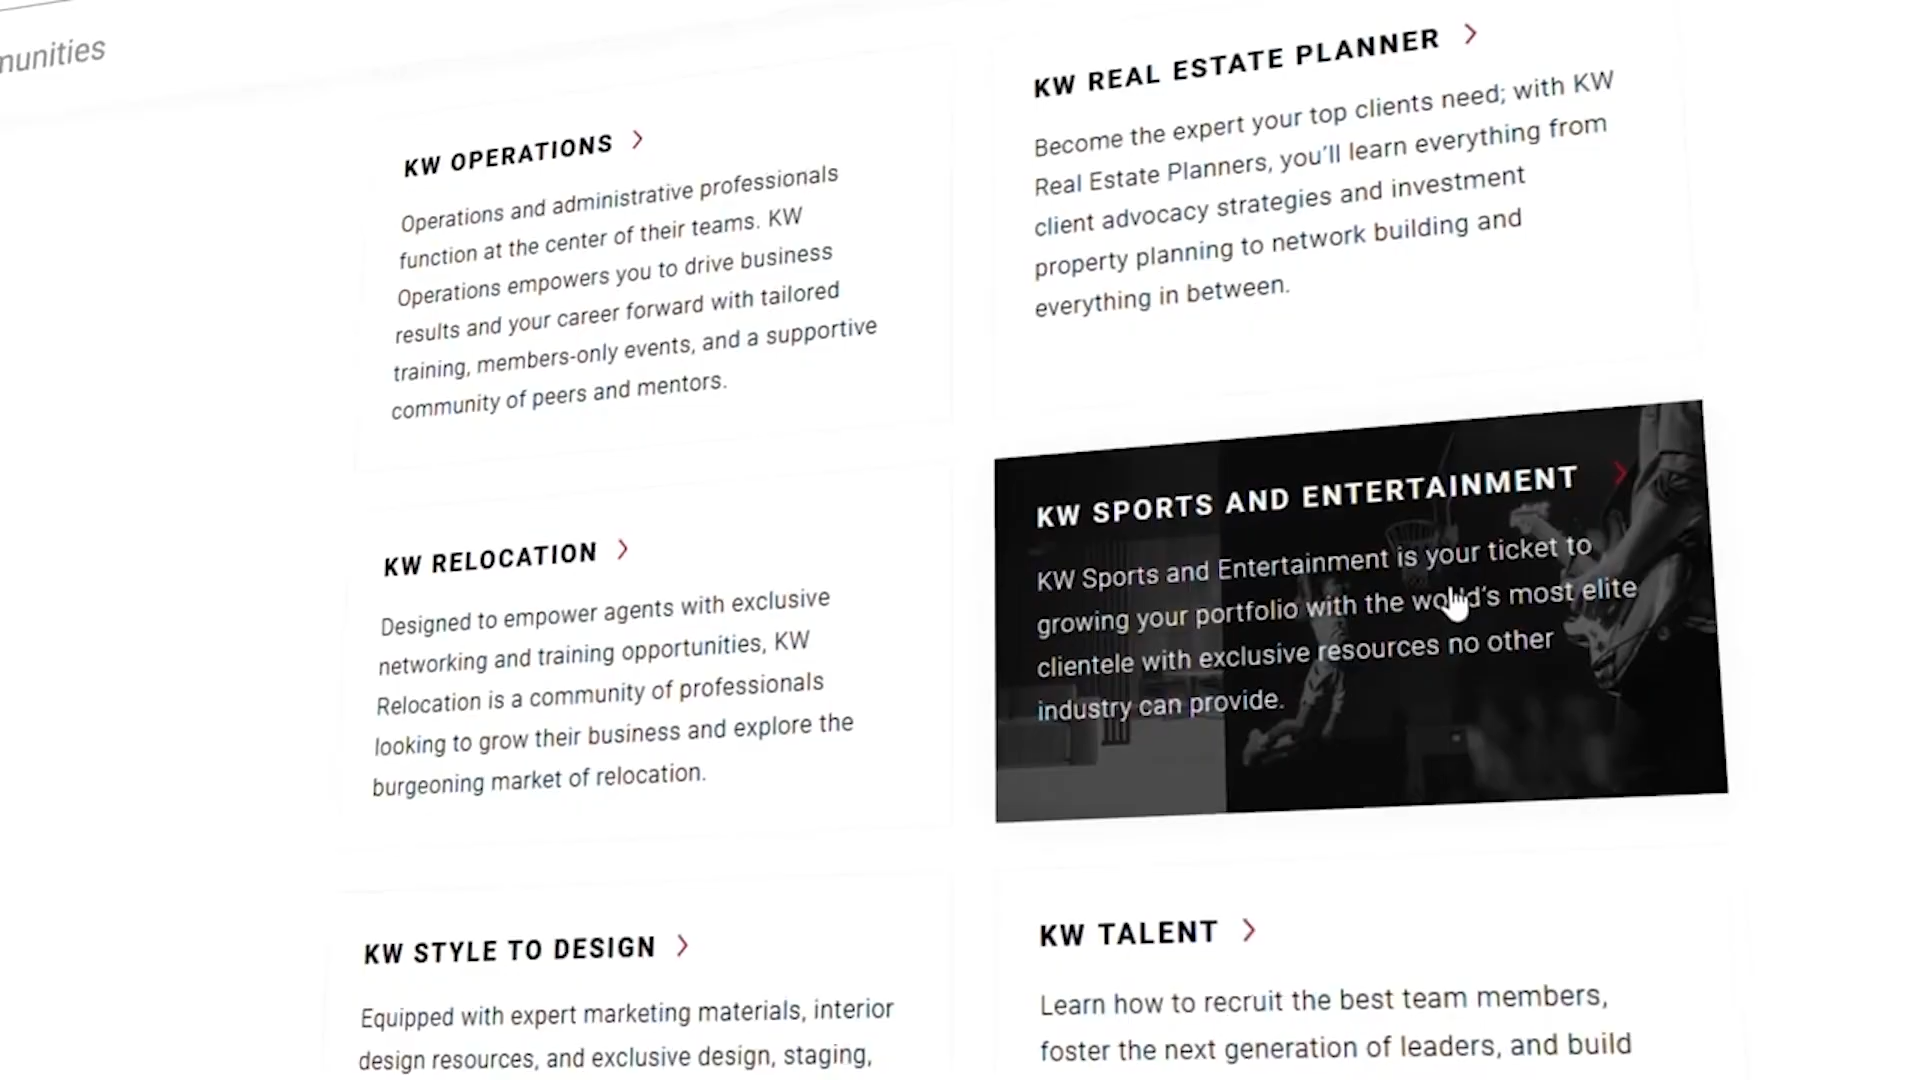 munities
KW OPERATIONS
Operations and administrative professionals
function at the center of their teams. KW
Operations empowers you to drive business
results and your career forward with tailored
training, members-only events, and a supportive
community of peers and mentors.
KW REAL ESTATE PLANNER
Become the expert your top clients need; with KW
Real Estate Planners, you'll learn everything from
client advocacy strategies and investment
property planning to network building and
everything in between.
KW RELOCATION
Designed to empower agents with exclusive
networking and training opportunities, KW
Relocation is a community of professionals
looking to grow their business and explore the
burgeoning market of relocation.
KW SPORTS AND ENTERTAINMENT
KW Sports and Entertainment is your ticket to
growing your portfolio with the world's most elite
clientele with exclusive resources no other
industry can provide.
KW STYLE TO DESIGN
Equipped with expert marketing materials, interior
design resources, and exclusive design, staging,
KW TALENT
Learn how to recruit the best team members,
foster the next generation of leaders, and build